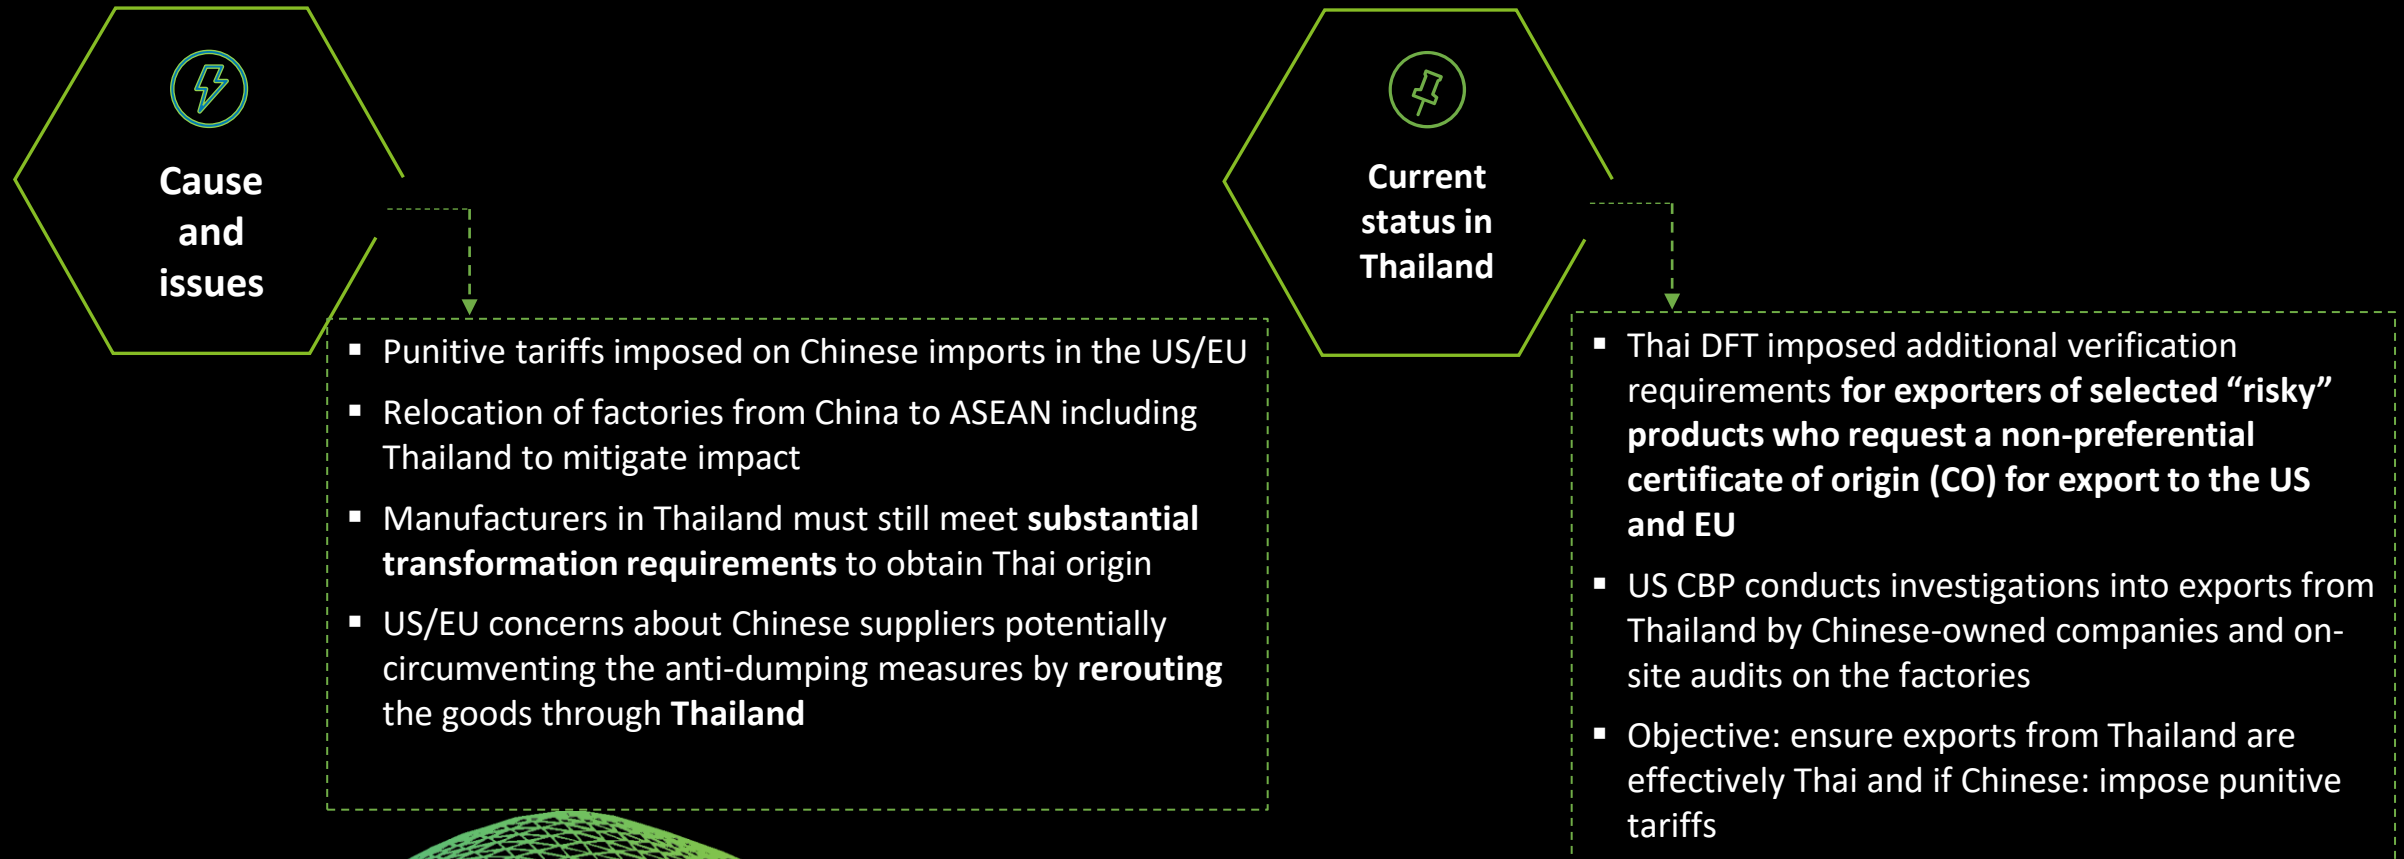 Cause
and
issues
▪ Punitive tariffs imposed on Chinese imports in the US/EU
▪ Relocation of factories from China to ASEAN including
Thailand to mitigate impact
▪ Manufacturers in Thailand must still meet substantial
transformation requirements to obtain Thai origin
▪ US/EU concerns about Chinese suppliers potentially
circumventing the anti-dumping measures by rerouting
the goods through Thailand
Current
status in
Thailand
▪ Thai DFT imposed additional verification
requirements for exporters of selected “risky”
products who request a non-preferential
certificate of origin (CO) for export to the US
and EU
▪ US CBP conducts investigations into exports from
Thailand by Chinese-owned companies and on-
site audits on the factories
▪ Objective: ensure exports from Thailand are
effectively Thai and if Chinese: impose punitive
tariffs